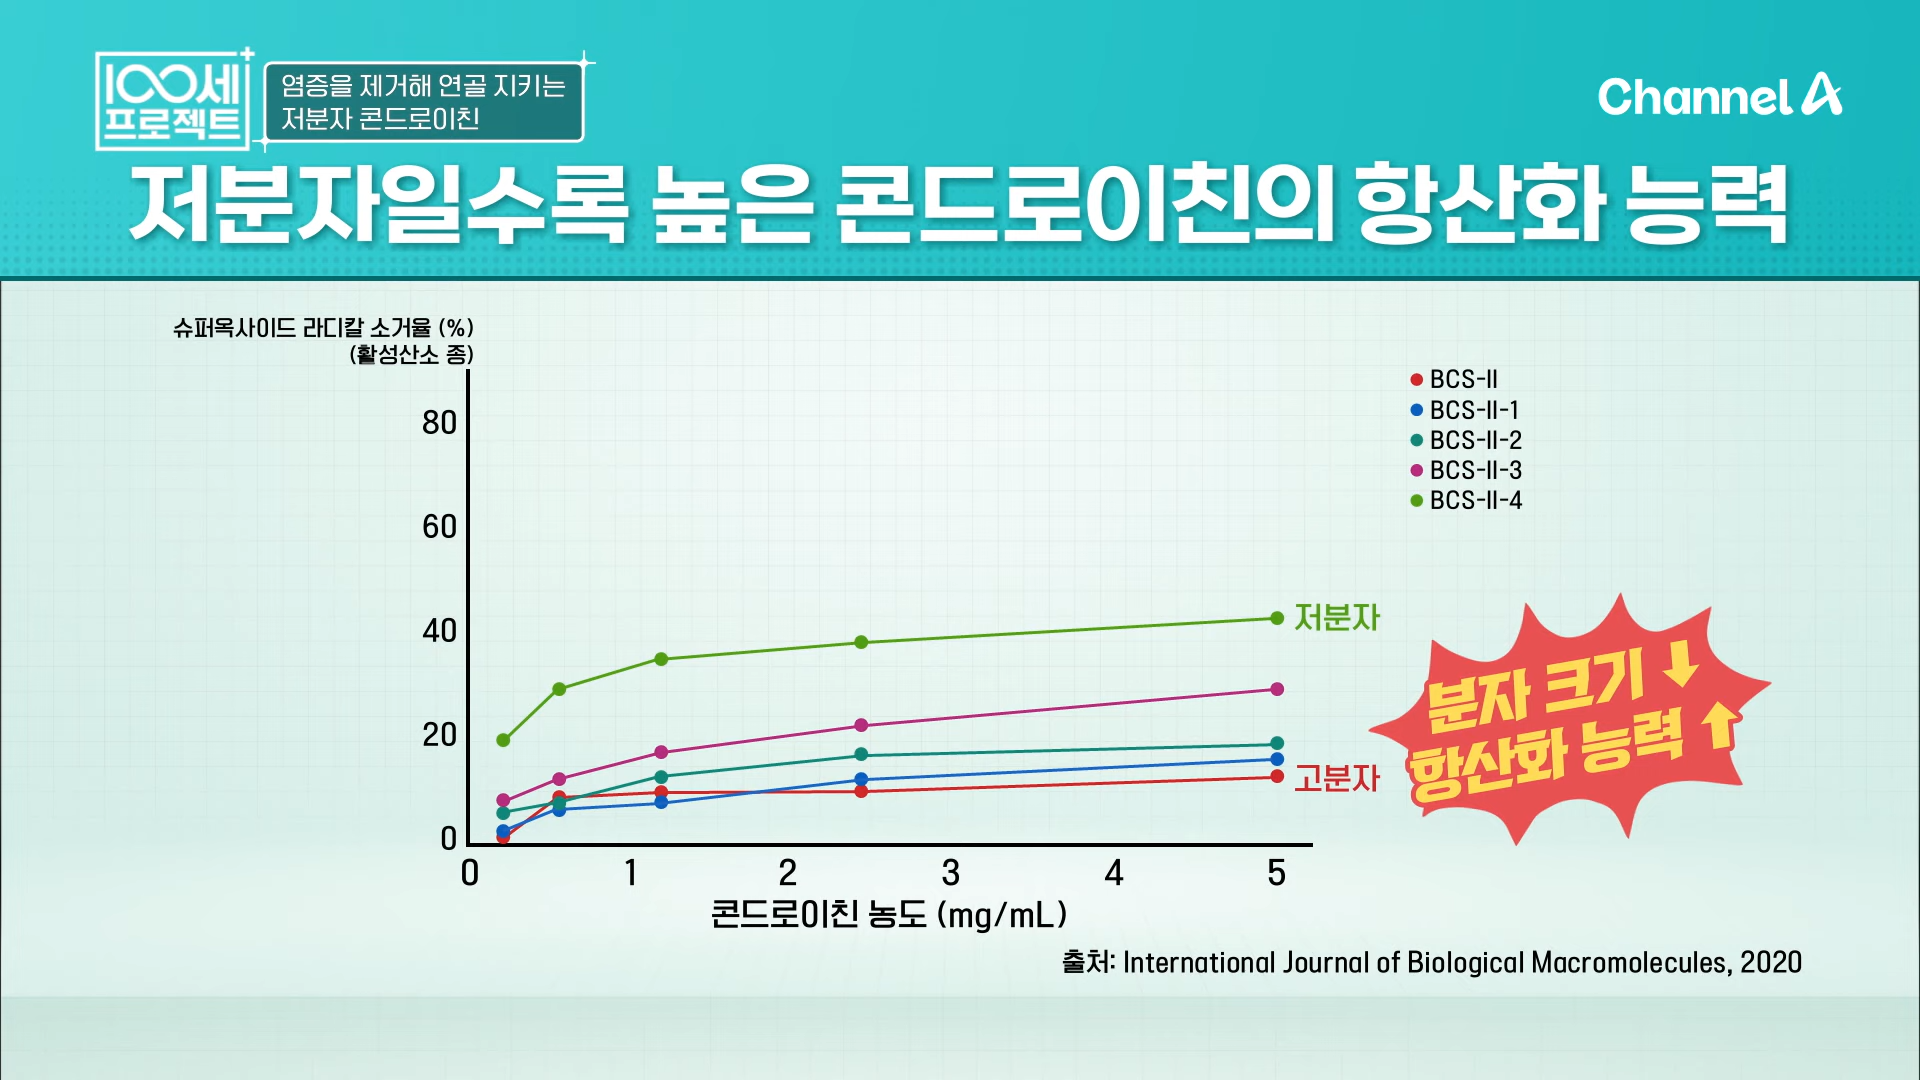 100세
프로젝트
염증을 제거해 연골 지키는
저분자 콘드로이친
Channel A
저분자일수록 높은 콘드로이친의 항산화 능력
슈퍼옥사이드 라디칼 소거율 (%)
(활성산소 종)
80
60
40
20
0
0 1 2 3 4 5
콘드로이친 농도 (mg/mL)
BCS-II
BCS-II-1
BCS-II-2
BCS-II-3
BCS-II-4
저분자
고분자
분자 크기 ⬇
항산화 능력 ⬆
출처: International Journal of Biological Macromolecules, 2020